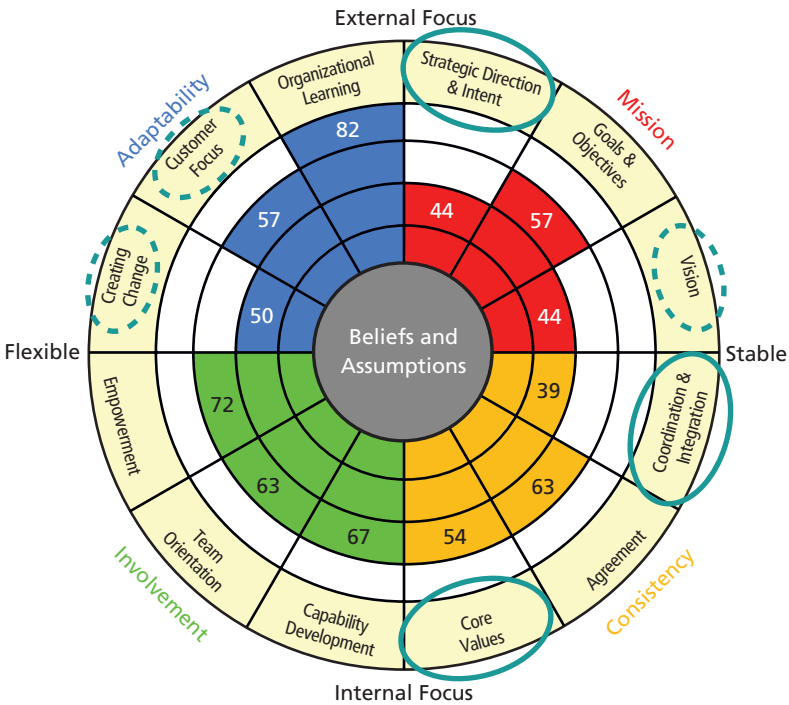 External Focus
Organizational
Learning
Strategic Direction
& Intent
Adaptability
Mission
Customer
Focus
Goals &
Objectives
82
57
44
57
Creating
Change
Vision
50
44
Beliefs and
Assumptions
Flexible
Stable
Empowerment
72
39
Coordination &
Integration
63
63
67
54
Team
Orientation
Agreement
Involvement
Consistency
Capability
Development
Core
Values
Internal Focus